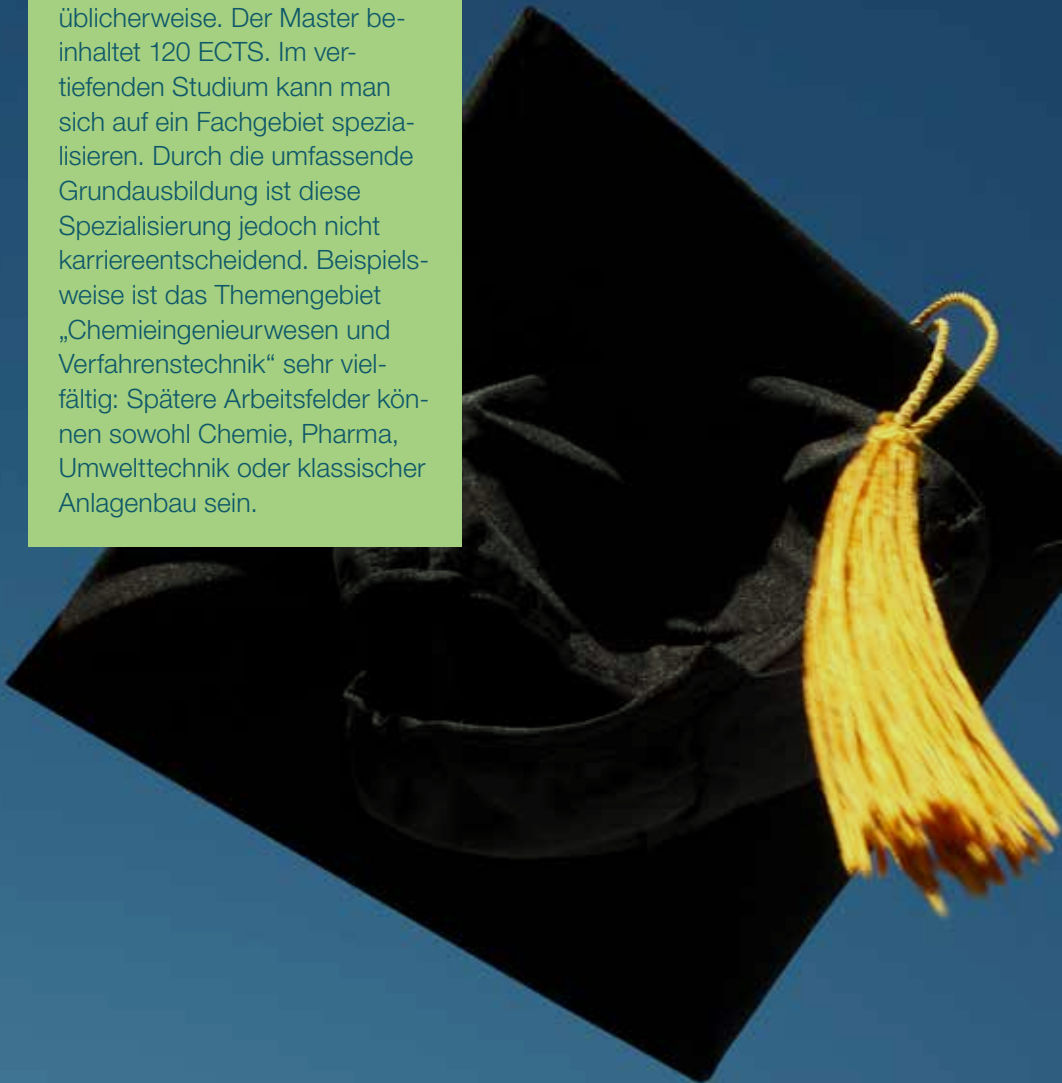 üblicherweise. Der Master be-
inhaltet 120 ECTS. Im ver-
tiefenden Studium kann man
sich auf ein Fachgebiet spezia-
lisieren. Durch die umfassende
Grundausbildung ist diese
Spezialisierung jedoch nicht
karriereentscheidend. Beispiels-
weise ist das Themengebiet
„Chemieingenieurwesen und
Verfahrenstechnik“ sehr viel-
fältig: Spätere Arbeitsfelder kön-
nen sowohl Chemie, Pharma,
Umwelttechnik oder klassischer
Anlagenbau sein.